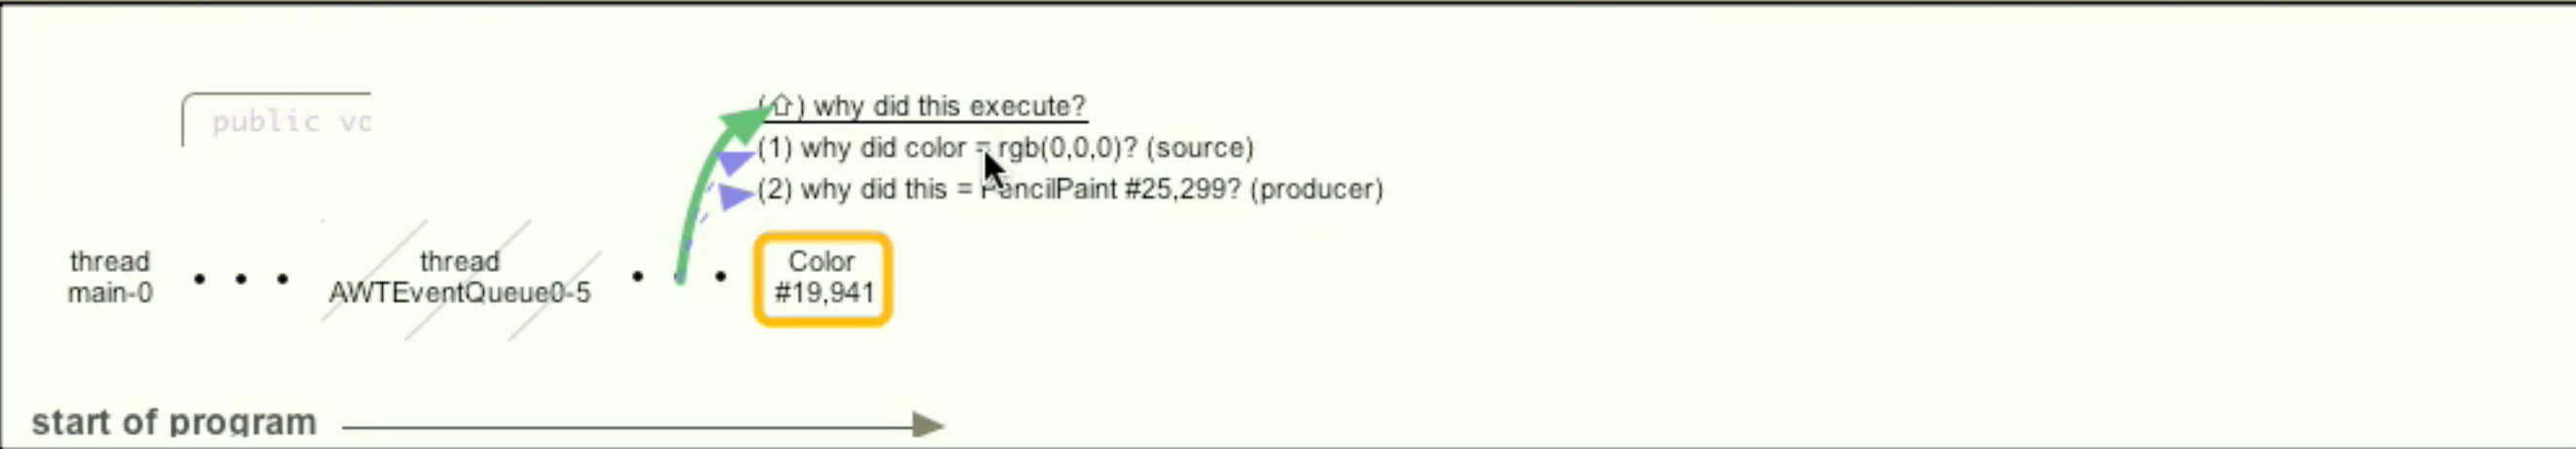 public vo
(⇧) why did this execute?
(1) why did color = rgb(0,0,0)? (source)
(2) why did this = PencilPaint #25,299? (producer)
thread
main-0
thread
AWTEventQueue0-5
Color
#19,941
start of program